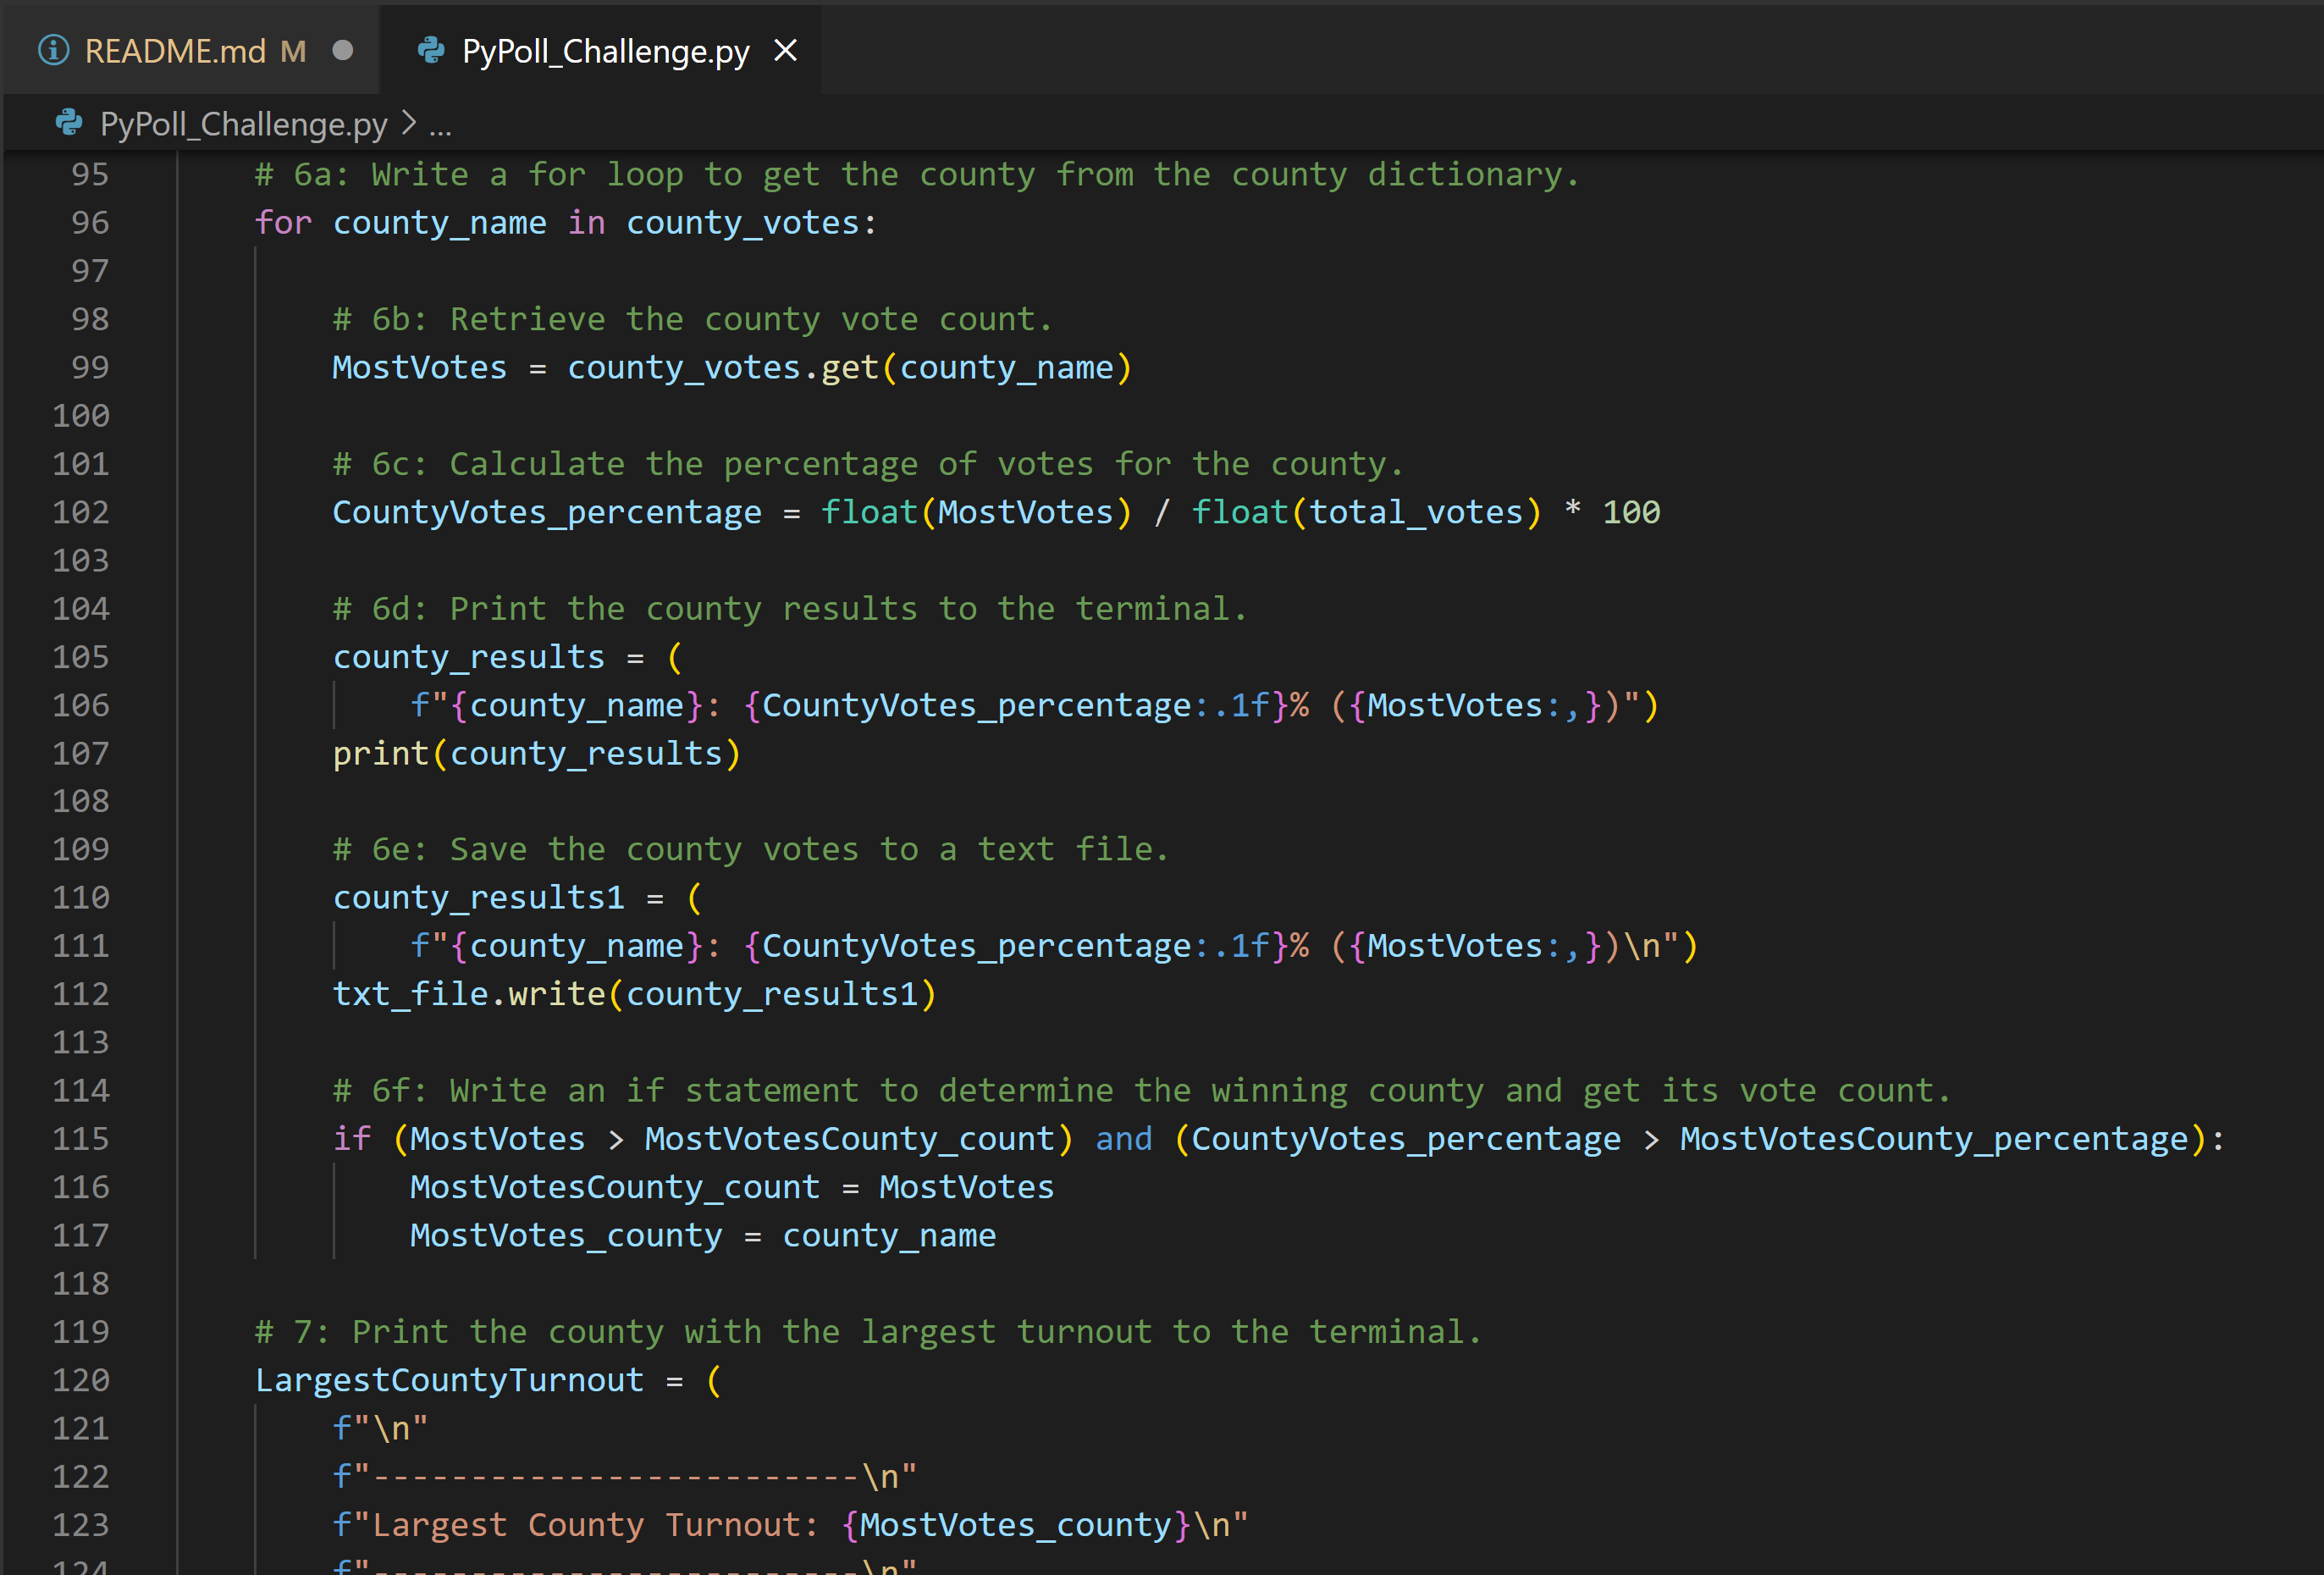 README.md M
PyPoll_Challenge.py
PyPoll_Challenge.py > ...
95 # 6a: Write a for loop to get the county from the county dictionary.
96 for county_name in county_votes:
97
98 # 6b: Retrieve the county vote count.
99 MostVotes = county_votes.get(county_name)
100
101 # 6c: Calculate the percentage of votes for the county.
102 CountyVotes_percentage = float(MostVotes) / float(total_votes) * 100
103
104 # 6d: Print the county results to the terminal.
105 county_results = (
106 f"{county_name}: {CountyVotes_percentage:.1f}% ({MostVotes:,})")
107 print(county_results)
108
109 # 6e: Save the county votes to a text file.
110 county_results1 = (
111 f"{county_name}: {CountyVotes_percentage:.1f}% ({MostVotes:,})\n")
112 txt_file.write(county_results1)
113
114 # 6f: Write an if statement to determine the winning county and get its vote count.
115 if (MostVotes > MostVotesCounty_count) and (CountyVotes_percentage > MostVotesCounty_percentage):
116 MostVotesCounty_count = MostVotes
117 MostVotes_county = county_name
118
119 # 7: Print the county with the largest turnout to the terminal.
120 LargestCountyTurnout = (
121 f"\n"
122 f"-------------------------\n"
123 f"Largest County Turnout: {MostVotes_county}\n"
124 f"-------------------------\n"